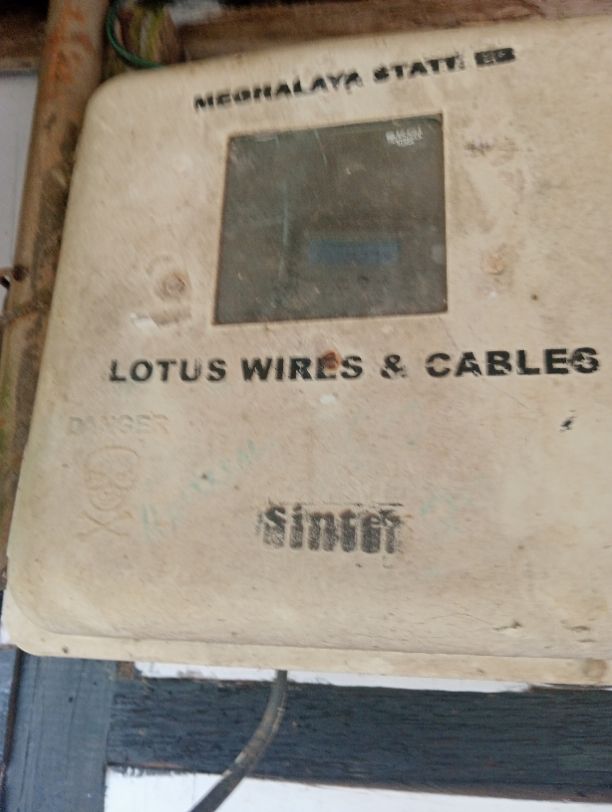 MEGHALAYA STATE EB
LOTUS WIRES & CABLES
DANGER
Sintex